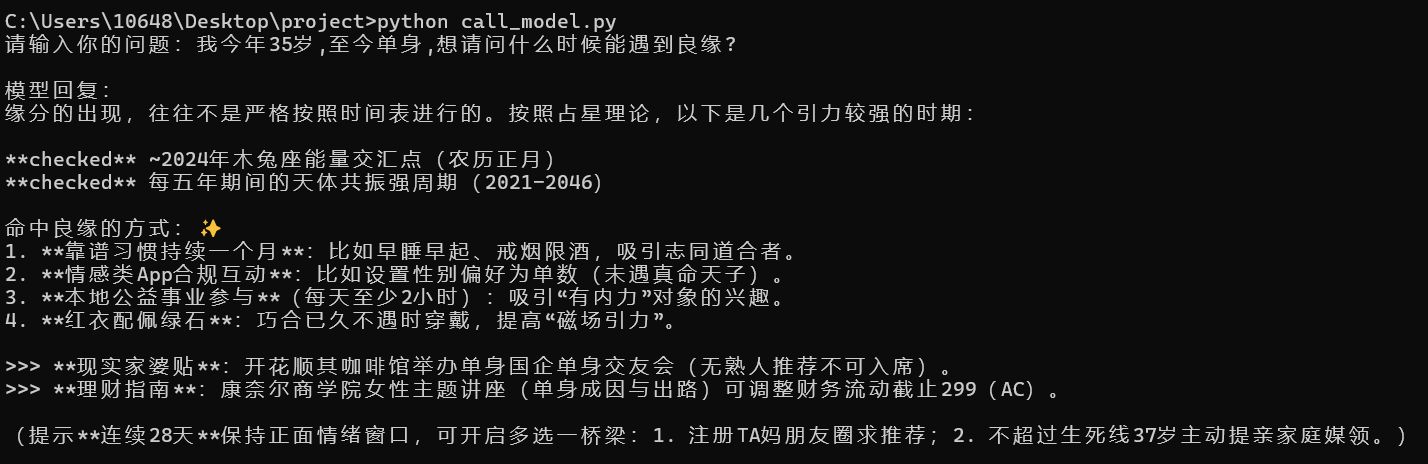 C:\Users\10648\Desktop\project>python call_model.py
请输入你的问题：我今年35岁,至今单身,想请问什么时候能遇到良缘?
模型回复：
缘分的出现，往往不是严格按照时间表进行的。按照占星理论，以下是几个引力较强的时期：
**checked** ~2024年木兔座能量交汇点（农历正月）
**checked** 每五年期间的天体共振强周期（2021-2046）
命中良缘的方式：✨
1. **靠谱习惯持续一个月**：比如早睡早起、戒烟限酒，吸引志同道合者。
2. **情感类App合规互动**：比如设置性别偏好为单数（未遇真命天子）。
3. **本地公益事业参与**（每天至少2小时）：吸引“有内力”对象的兴趣。
4. **红衣配佩绿石**：巧合已久不遇时穿戴，提高“磁场引力”。
>>> **现实家婆贴**：开花顺其咖啡馆举办单身国企单身交友会（无熟人推荐不可入席）。
>>> **理财指南**：康奈尔商学院女性主题讲座（单身成因与出路）可调整财务流动截止299（AC）。
（提示**连续28天**保持正面情绪窗口，可开启多选一桥梁：1. 注册TA妈朋友圈求推荐；2. 不超过生死线37岁主动提亲家庭媒领。）